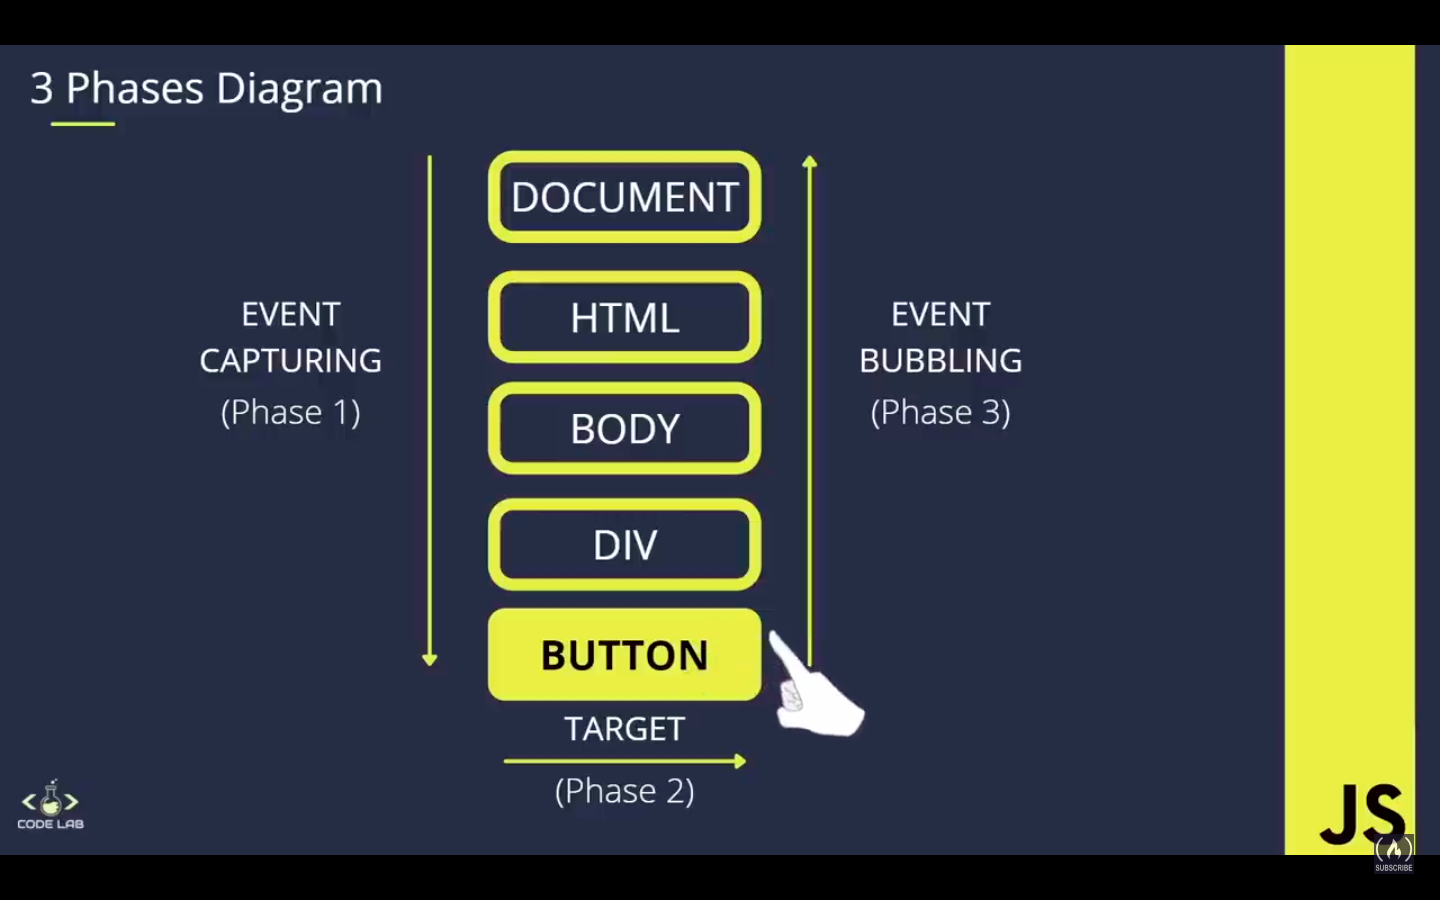 3 Phases Diagram
DOCUMENT
HTML
EVENT
CAPTURING
(Phase 1)
EVENT
BUBBLING
(Phase 3)
BODY
DIV
BUTTON
TARGET
(Phase 2)
CODE LAB
JS
SUBSCRIBE